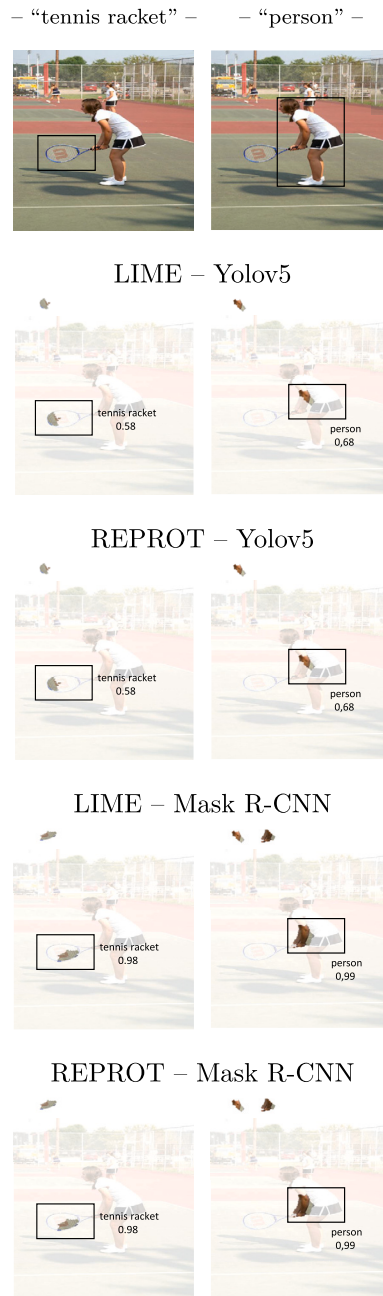 – “tennis racket” –
– “person” –
LIME – Yolov5
tennis racket
0.58
person
0,68
REPROT – Yolov5
tennis racket
0.58
person
0,68
LIME – Mask R-CNN
tennis racket
0.98
person
0,99
REPROT – Mask R-CNN
tennis racket
0.98
person
0,99